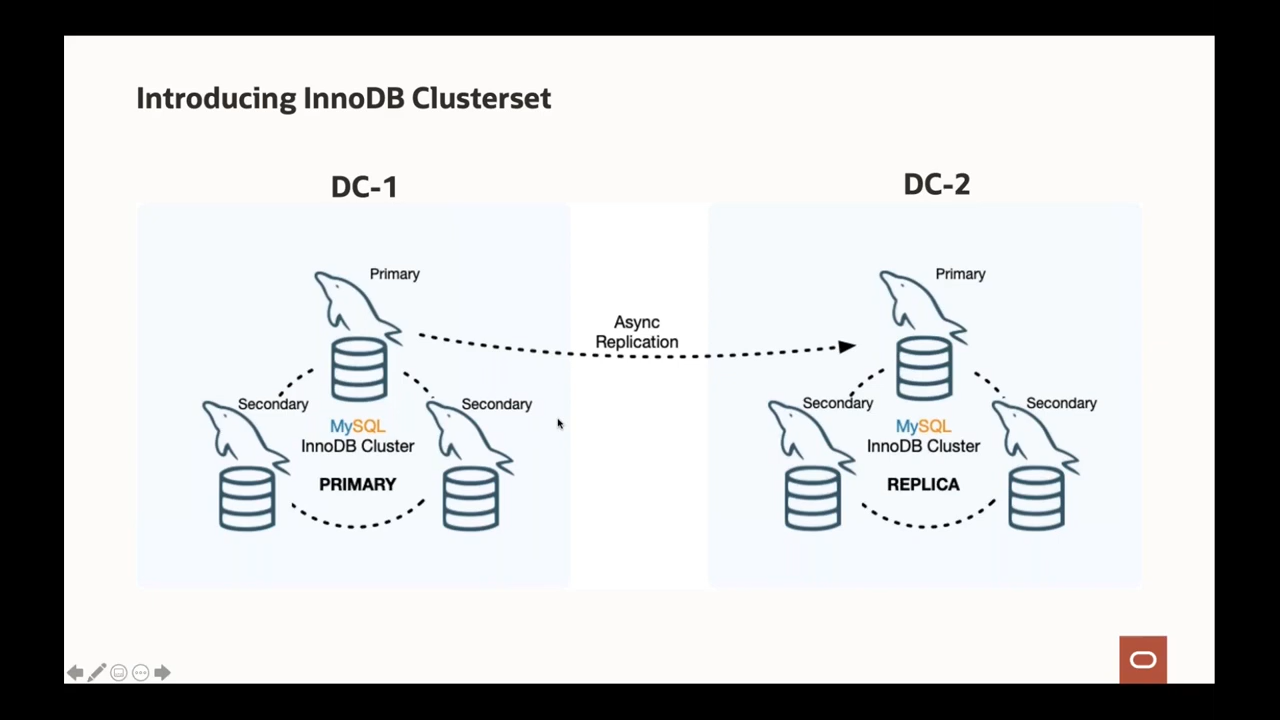 Introducing InnoDB Clusterset
DC-1
DC-2
Primary
Primary
Async
Replication
Secondary
Secondary
Secondary
Secondary
MySQL
InnoDB Cluster
PRIMARY
MySQL
InnoDB Cluster
REPLICA